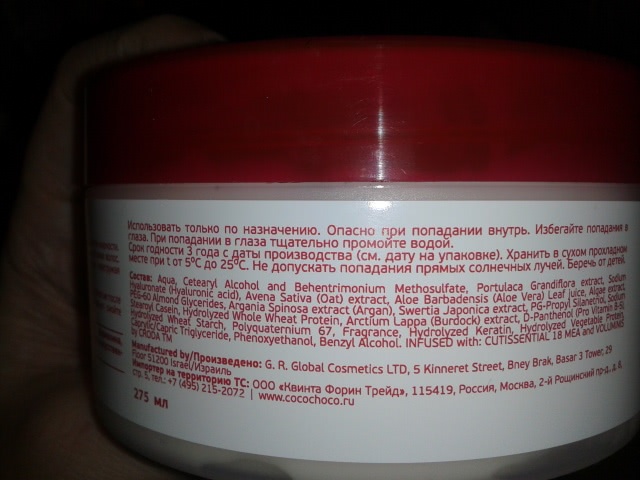 Использовать только по назначению. Опасно при попадании внутрь. Избегайте попадания в
глаза. При попадании в глаза тщательно промойте водой.
Срок годности 3 года с даты производства (см. дату на упаковке). Хранить в сухом прохладном
месте при t от 5°C до 25°C. Не допускать попадания прямых солнечных лучей. Беречь от детей.
Состав: Aqua, Cetearyl Alcohol and Behentrimonium Methosulfate, Portulaca Grandiflora extract, Sodium
Hyaluronate (Hyaluronic acid), Avena Sativa (Oat) extract, Aloe Barbadensis (Aloe Vera) Leaf juice, Algae extract,
PEG-60 Almond Glycerides, Argania Spinosa extract (Argan), Swertia Japonica extract, PG-Propyl Silanethiol, Sodium
Stearoyl Casein, Hydrolyzed Whole Wheat Protein, Arctium Lappa (Burdock) extract, D-Panthenol (Pro Vitamin B-5)
Hydrolyzed Wheat Starch, Polyquaternium 67, Fragrance, Hydrolyzed Keratin, Hydrolyzed Vegetable Protein,
Caprylic/Capric Triglyceride, Phenoxyethanol, Benzyl Alcohol. INFUSED with: CUTISSENTIAL 18 MEA and VOLUMINIS
by CRODA TM
Manufactured by/Произведено: G. R. Global Cosmetics LTD, 5 Kinneret Street, Bney Brak, Basar 3 Tower, 29
Floor 51200 Israel/Израиль
Импортер на территорию ТС: ООО «Квинта Форин Трейд», 115419, Россия, Москва, 2-й Рощинский пр-д, д. 8,
стр. 5, тел.: +7 (495) 215-2072 | www.cocochoco.ru
275 мл